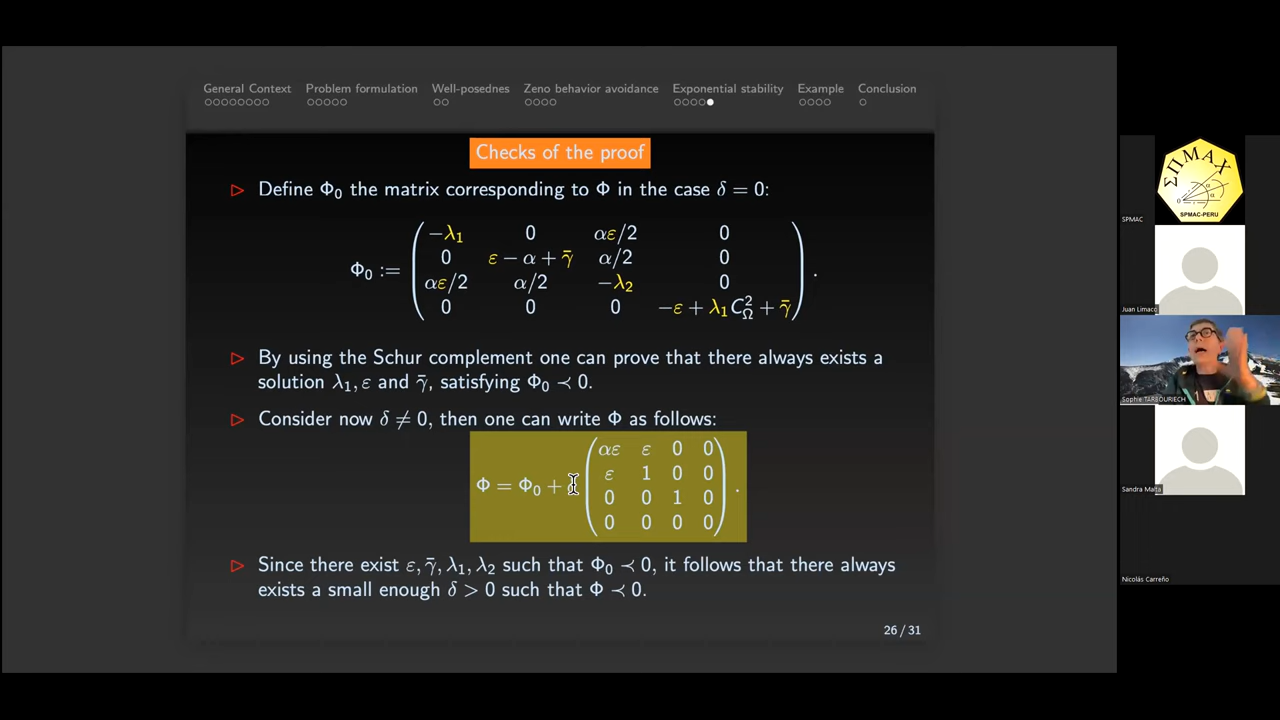 General Context Problem formulation Well-posednes Zeno behavior avoidance Exponential stability Example Conclusion
Checks of the proof
▷ Define Φ₀ the matrix corresponding to Φ in the case δ = 0:
−λ₁ 0 αε/2 0
0 ε − α + γ̄ α/2 0
Φ₀ :=
αε/2 α/2 −λ₂ 0
0 0 0 −ε + λ₁C²_Ω + γ̄
.
▷ By using the Schur complement one can prove that there always exists a
solution λ₁, ε and γ̄, satisfying Φ₀ ≺ 0.
▷ Consider now δ ≠ 0, then one can write Φ as follows:
αε ε 0 0
ε 1 0 0
Φ = Φ₀ +
0 0 1 0
0 0 0 0
.
▷ Since there exist ε, γ̄, λ₁, λ₂ such that Φ₀ ≺ 0, it follows that there always
exists a small enough δ > 0 such that Φ ≺ 0.
26 / 31
ΣΠΜΑΧ
SPMAC-PERU
SPMAC
Juan Limaco
Sophie TARBOURIECH
Sandra Malta
Nicolás Carreño